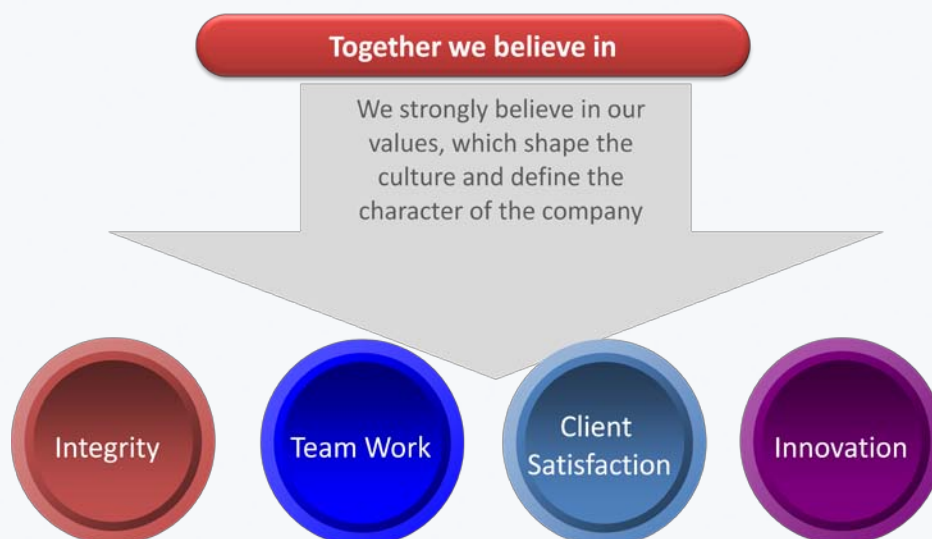 Together we believe in
We strongly believe in our
values, which shape the
culture and define the
character of the company
Integrity
Team Work
Client
Satisfaction
Innovation